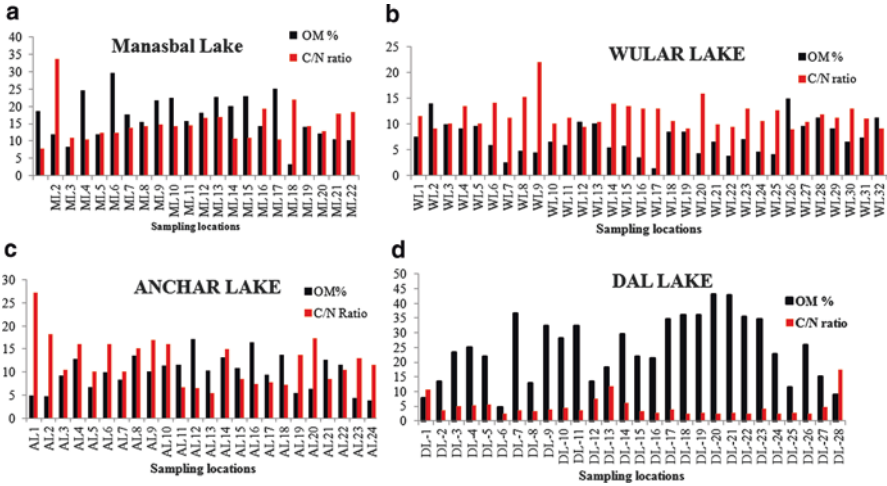 a
Manasbal Lake
OM %
C/N ratio
40
35
30
25
20
15
10
5
0
ML2
ML3
ML4
ML5
ML6
ML7
ML8
ML9
ML10
ML11
ML12
ML13
ML14
ML15
ML16
ML17
ML18
ML19
ML20
ML21
ML22
Sampling locations
b
WULAR LAKE
OM %
C/N ratio
25
20
15
10
5
0
WL1
WL2
WL3
WL4
WL5
WL6
WL7
WL8
WL9
WL10
WL11
WL12
WL13
WL14
WL15
WL16
WL17
WL18
WL19
WL20
WL21
WL22
WL23
WL24
WL25
WL26
WL27
WL28
WL29
WL30
WL31
WL32
Sampling locations
c
ANCHAR LAKE
OM%
C/N Ratio
30
25
20
15
10
5
0
AL1
AL2
AL3
AL4
AL5
AL6
AL7
AL8
AL9
AL10
AL11
AL12
AL13
AL14
AL15
AL16
AL17
AL18
AL19
AL20
AL21
AL22
AL23
AL24
Sampling locations
d
DAL LAKE
OM %
C/N ratio
50
45
40
35
30
25
20
15
10
5
0
DL-1
DL-2
DL-3
DL-4
DL-5
DL-6
DL-7
DL-8
DL-9
DL-10
DL-11
DL-12
DL-13
DL-14
DL-15
DL-16
DL-17
DL-18
DL-19
DL-20
DL-21
DL-22
DL-23
DL-24
DL-25
DL-26
DL-27
DL-28
Sampling locations